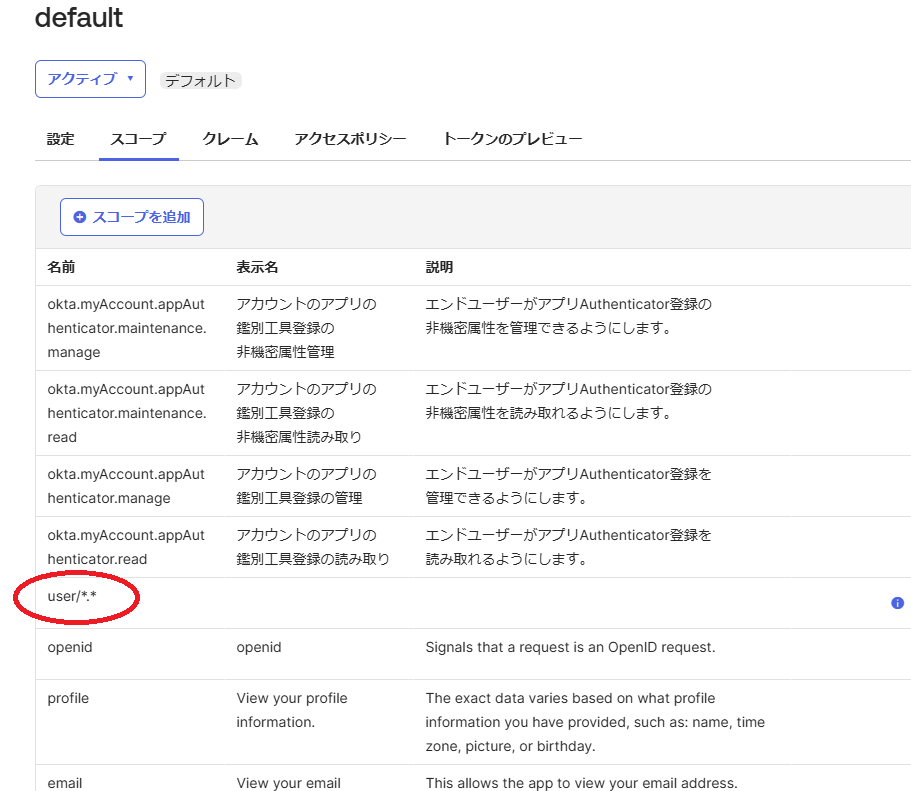 default
アクティブ
デフォルト
設定 スコープ クレーム アクセスポリシー トークンのプレビュー
スコープを追加
名前 表示名 説明
okta.myAccount.appAut アカウントのアプリの エンドユーザーがアプリAuthenticator登録の
henticator.maintenance. 鑑別工具登録の 非機密属性を管理できるようにします。
manage 非機密属性管理
okta.myAccount.appAut アカウントのアプリの エンドユーザーがアプリAuthenticator登録の
henticator.maintenance. 鑑別工具登録の 非機密属性を読み取れるようにします。
read 非機密属性読み取り
okta.myAccount.appAut アカウントのアプリの エンドユーザーがアプリAuthenticator登録を
henticator.manage 鑑別工具登録の管理 管理できるようにします。
okta.myAccount.appAut アカウントのアプリの エンドユーザーがアプリAuthenticator登録を
henticator.read 鑑別工具登録の読み取り 読み取れるようにします。
user/*.*
openid openid Signals that a request is an OpenID request.
profile View your profile The exact data varies based on what profile
information. information you have provided, such as: name, time
zone, picture, or birthday.
email View your email This allows the app to view your email address.